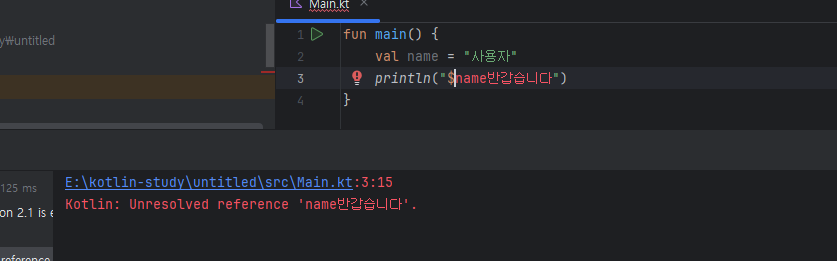 Main.kt
y\untitled
1 fun main() {
2 val name = "사용자"
3 println("$name반갑습니다")
4 }
125 ms
E:\kotlin-study\untitled\src\Main.kt:3:15
Kotlin: Unresolved reference 'name반갑습니다'.
on 2.1 is e
reference